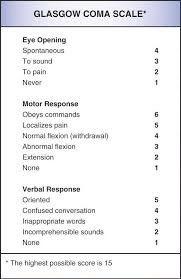 GLASGOW COMA SCALE*
Eye Opening
Spontaneous 4
To sound 3
To pain 2
Never 1
Motor Response
Obeys commands 6
Localizes pain 5
Normal flexion (withdrawal) 4
Abnormal flexion 3
Extension 2
None 1
Verbal Response
Oriented 5
Confused conversation 4
Inappropriate words 3
Incomprehensible sounds 2
None 1
* The highest possible score is 15